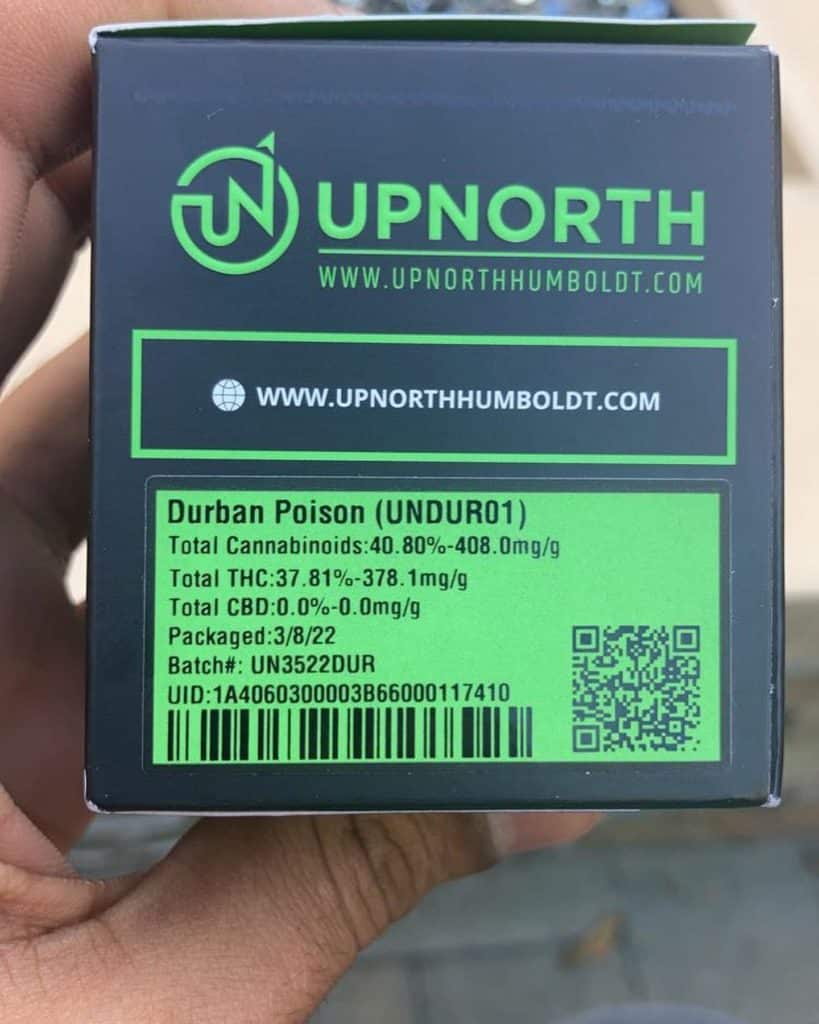 UN UPNORTH
WWW.UPNORTHHUMBOLDT.COM
WWW.UPNORTHHUMBOLDT.COM
Durban Poison (UNDUR01)
Total Cannabinoids:40.80%-408.0mg/g
Total THC:37.81%-378.1mg/g
Total CBD:0.0%-0.0mg/g
Packaged:3/8/22
Batch#: UN3522DUR
UID:1A4060300003B66000117410